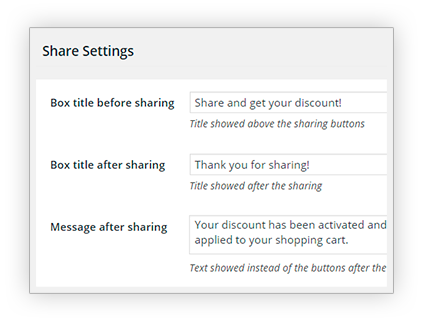 Share Settings
Box title before sharing
Share and get your discount!
Title showed above the sharing buttons
Box title after sharing
Thank you for sharing!
Title showed after the sharing
Message after sharing
Your discount has been activated and
applied to your shopping cart.
Text showed instead of the buttons after the